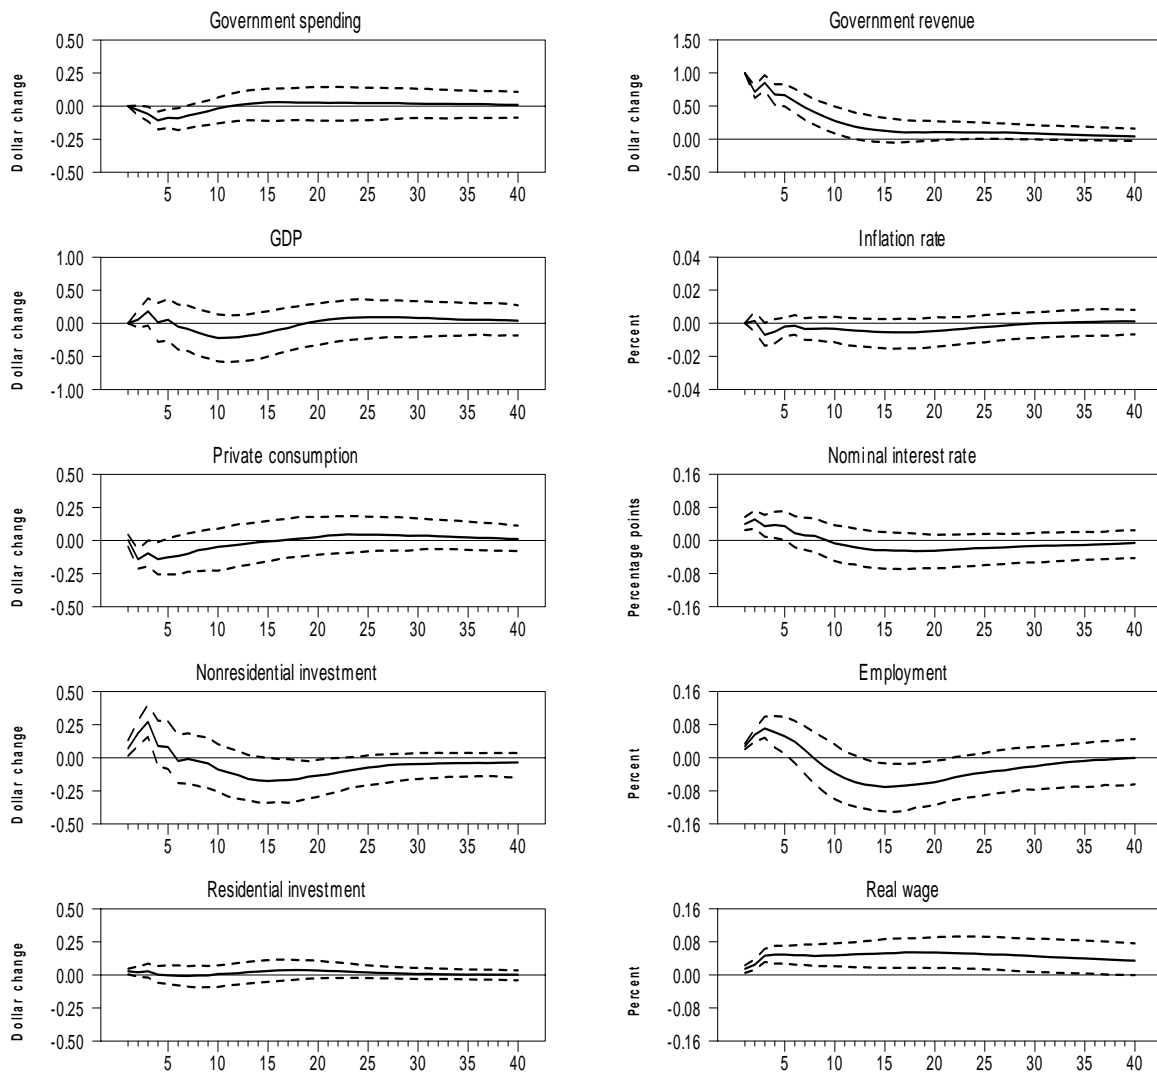 Government spending
Dollar change
0.50
0.25
0.00
-0.25
-0.50
5 10 15 20 25 30 35 40
Government revenue
Dollar change
1.50
1.00
0.50
0.00
-0.50
5 10 15 20 25 30 35 40
GDP
Dollar change
1.00
0.50
0.00
-0.50
-1.00
5 10 15 20 25 30 35 40
Inflation rate
Percent
0.04
0.02
0.00
-0.02
-0.04
5 10 15 20 25 30 35 40
Private consumption
Dollar change
0.50
0.25
0.00
-0.25
-0.50
5 10 15 20 25 30 35 40
Nominal interest rate
Percentage points
0.16
0.08
0.00
-0.08
-0.16
5 10 15 20 25 30 35 40
Nonresidential investment
Dollar change
0.50
0.25
0.00
-0.25
-0.50
5 10 15 20 25 30 35 40
Employment
Percent
0.16
0.08
0.00
-0.08
-0.16
5 10 15 20 25 30 35 40
Residential investment
Dollar change
0.50
0.25
0.00
-0.25
-0.50
5 10 15 20 25 30 35 40
Real wage
Percent
0.16
0.08
0.00
-0.08
-0.16
5 10 15 20 25 30 35 40